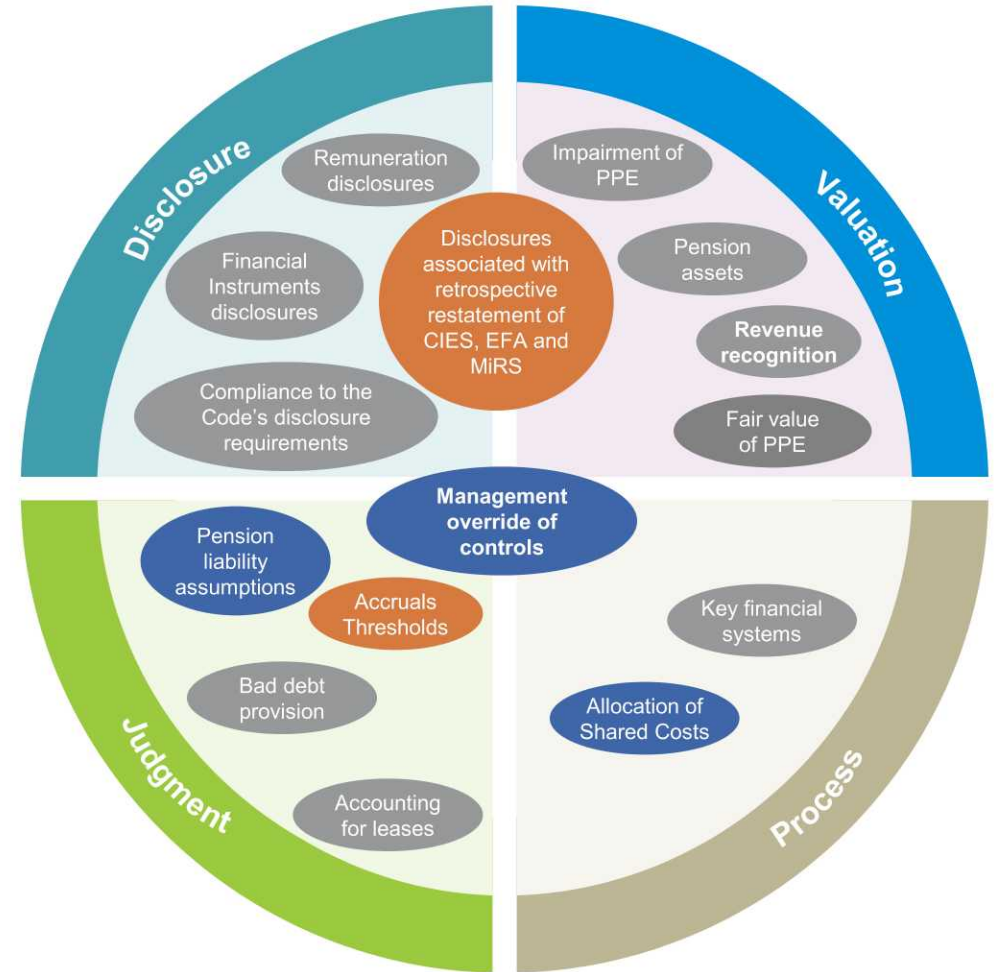 Disclosure
Remuneration
disclosures
Financial
Instruments
disclosures
Compliance to the
Code's disclosure
requirements
Disclosures
associated with
retrospective
restatement of
CIES, EFA and
MiRS
Valuation
Impairment of
PPE
Pension
assets
Revenue
recognition
Fair value
of PPE
Management
override of
controls
Judgment
Pension
liability
assumptions
Accruals
Thresholds
Bad debt
provision
Accounting
for leases
Process
Key financial
systems
Allocation of
Shared Costs